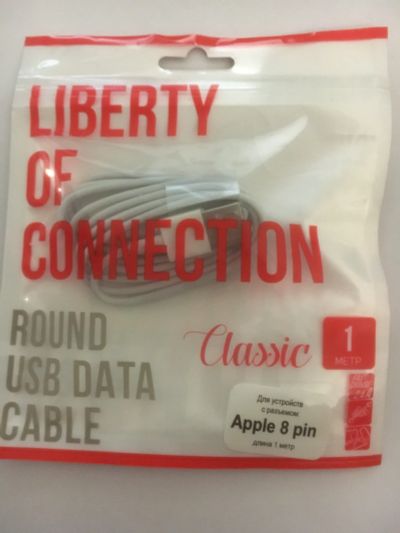 LIBERTY
OF
CONNECTION
ROUND
USB DATA
CABLE
Classic
1
МЕТР
Для устройств
с разъемом
Apple 8 pin
длина 1 метр